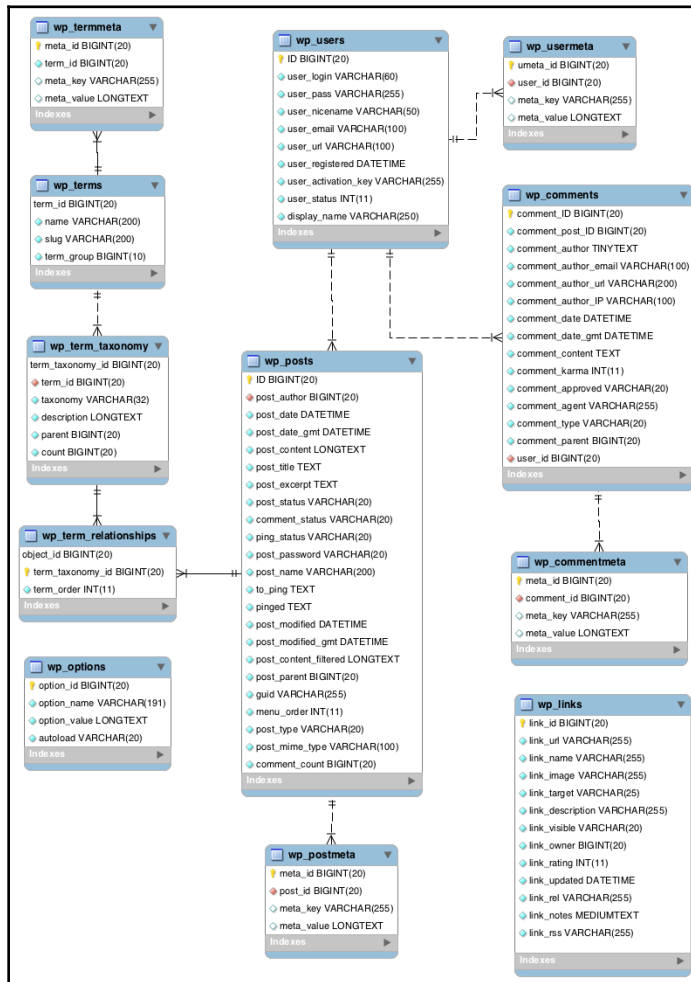 wp_termmeta
meta_id BIGINT(20)
term_id BIGINT(20)
meta_key VARCHAR(255)
meta_value LONGTEXT
Indexes
wp_terms
term_id BIGINT(20)
name VARCHAR(200)
slug VARCHAR(200)
term_group BIGINT(10)
Indexes
wp_term_taxonomy
term_taxonomy_id BIGINT(20)
term_id BIGINT(20)
taxonomy VARCHAR(32)
description LONGTEXT
parent BIGINT(20)
count BIGINT(20)
Indexes
wp_term_relationships
object_id BIGINT(20)
term_taxonomy_id BIGINT(20)
term_order INT(11)
Indexes
wp_options
option_id BIGINT(20)
option_name VARCHAR(191)
option_value LONGTEXT
autoload VARCHAR(20)
Indexes
wp_users
ID BIGINT(20)
user_login VARCHAR(60)
user_pass VARCHAR(255)
user_nicename VARCHAR(50)
user_email VARCHAR(100)
user_url VARCHAR(100)
user_registered DATETIME
user_activation_key VARCHAR(255)
user_status INT(11)
display_name VARCHAR(250)
Indexes
wp_posts
ID BIGINT(20)
post_author BIGINT(20)
post_date DATETIME
post_date_gmt DATETIME
post_content LONGTEXT
post_title TEXT
post_excerpt TEXT
post_status VARCHAR(20)
comment_status VARCHAR(20)
ping_status VARCHAR(20)
post_password VARCHAR(20)
post_name VARCHAR(200)
to_ping TEXT
pinged TEXT
post_modified DATETIME
post_modified_gmt DATETIME
post_content_filtered LONGTEXT
post_parent BIGINT(20)
guid VARCHAR(255)
menu_order INT(11)
post_type VARCHAR(20)
post_mime_type VARCHAR(100)
comment_count BIGINT(20)
Indexes
wp_postmeta
meta_id BIGINT(20)
post_id BIGINT(20)
meta_key VARCHAR(255)
meta_value LONGTEXT
Indexes
wp_usermeta
umeta_id BIGINT(20)
user_id BIGINT(20)
meta_key VARCHAR(255)
meta_value LONGTEXT
Indexes
wp_comments
comment_ID BIGINT(20)
comment_post_ID BIGINT(20)
comment_author TINYTEXT
comment_author_email VARCHAR(100)
comment_author_url VARCHAR(200)
comment_author_IP VARCHAR(100)
comment_date DATETIME
comment_date_gmt DATETIME
comment_content TEXT
comment_karma INT(11)
comment_approved VARCHAR(20)
comment_agent VARCHAR(255)
comment_type VARCHAR(20)
comment_parent BIGINT(20)
user_id BIGINT(20)
Indexes
wp_commentmeta
meta_id BIGINT(20)
comment_id BIGINT(20)
meta_key VARCHAR(255)
meta_value LONGTEXT
Indexes
wp_links
link_id BIGINT(20)
link_url VARCHAR(255)
link_name VARCHAR(255)
link_image VARCHAR(255)
link_target VARCHAR(25)
link_description VARCHAR(255)
link_visible VARCHAR(20)
link_owner BIGINT(20)
link_rating INT(11)
link_updated DATETIME
link_rel VARCHAR(255)
link_notes MEDIUMTEXT
link_rss VARCHAR(255)
Indexes